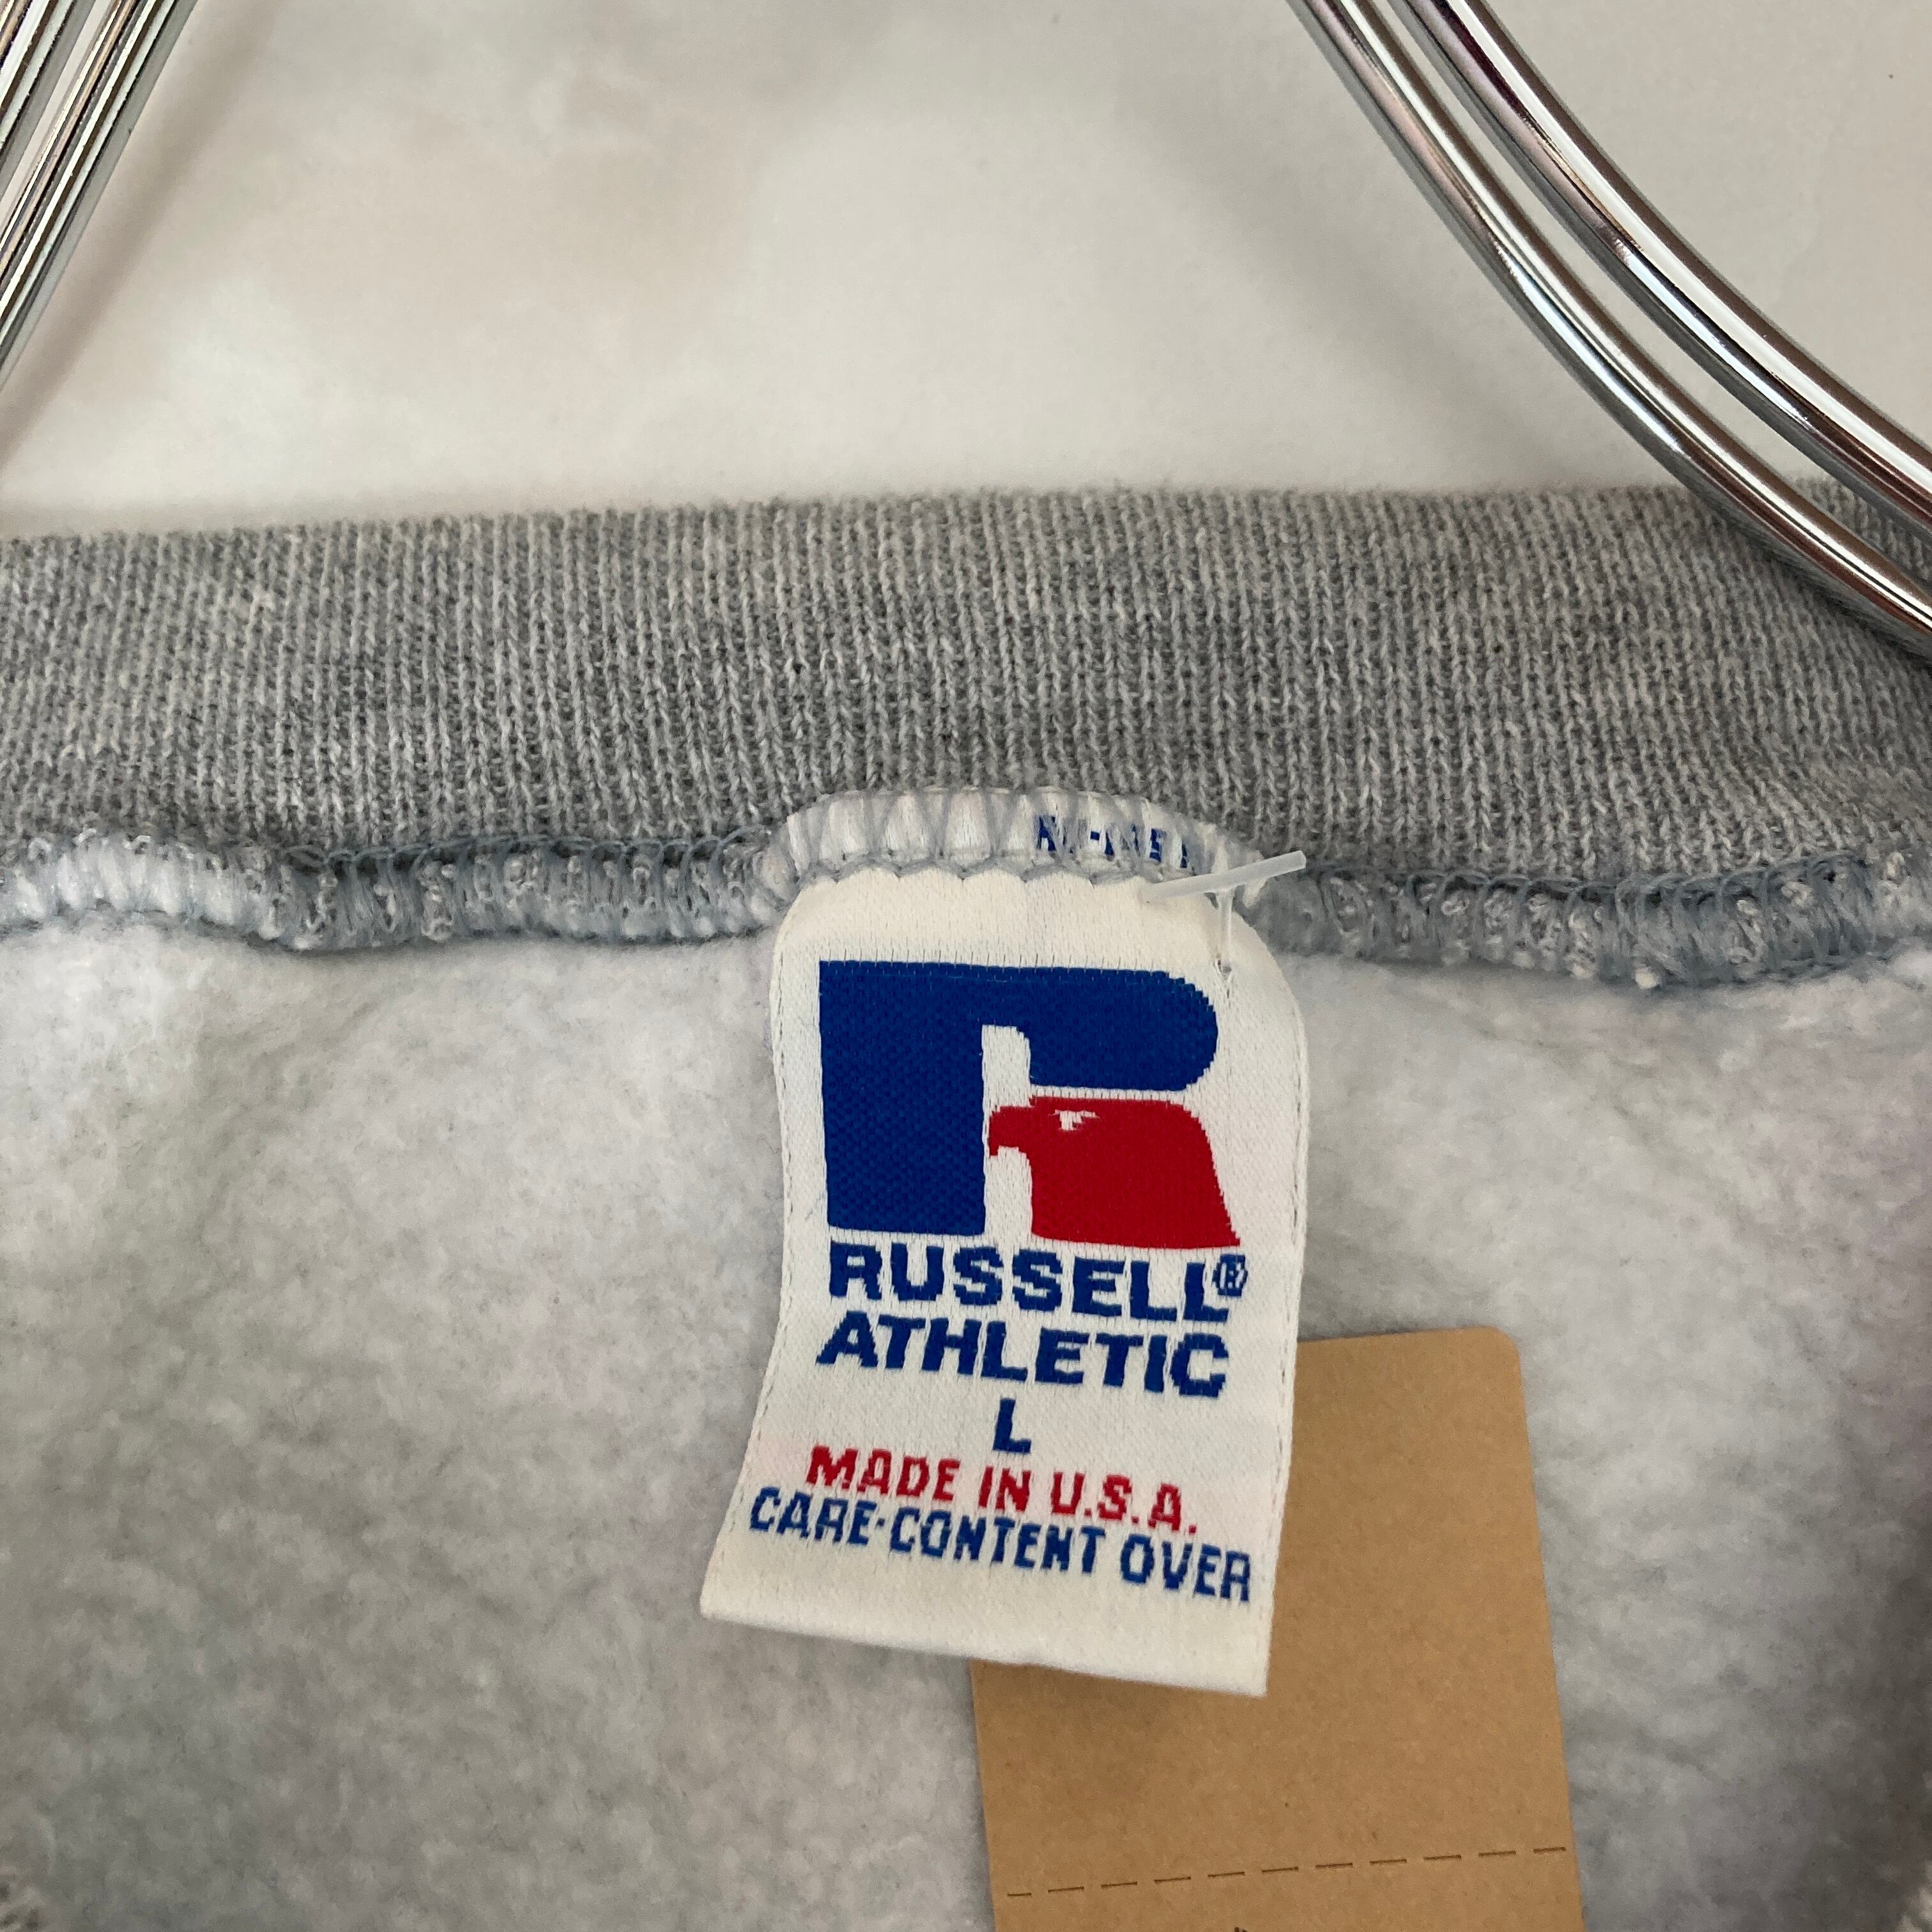 RUSSELL®
ATHLETIC
L
MADE IN U.S.A.
CARE·CONTENT OVER